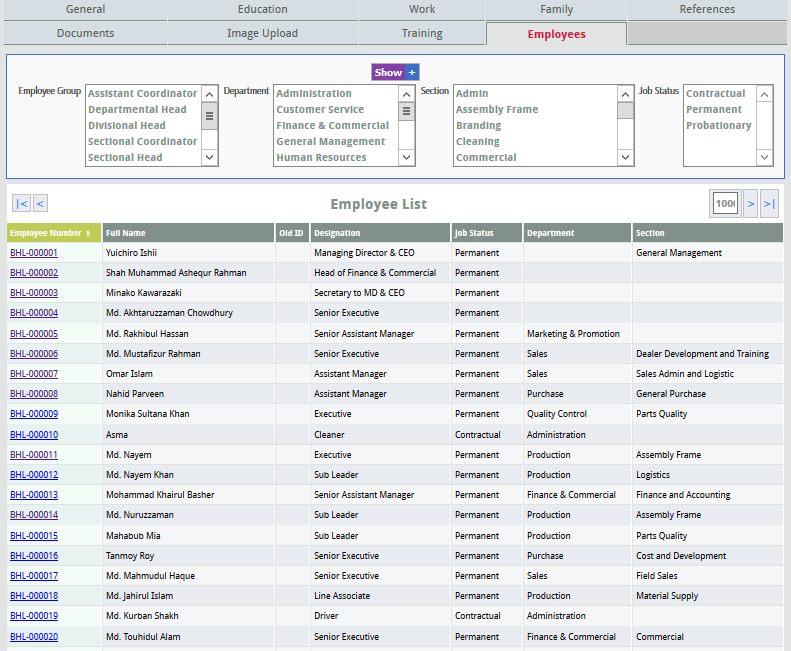 General Education Work Family References
Documents Image Upload Training Employees
Show +
Employee Group Assistant Coordinator Department Administration Section Admin Job Status Contractual
Departmental Head Customer Service Assembly Frame Permanent
Divisional Head Finance & Commercial Branding Probationary
Sectional Coordinator General Management Cleaning
Sectional Head Human Resources Commercial
|< < Employee List > >|
Employee Number Full Name Old ID Designation Job Status Department Section
BHL-000001 Yuichiro Ishii Managing Director & CEO Permanent General Management
BHL-000002 Shah Muhammad Ashequr Rahman Head of Finance & Commercial Permanent
BHL-000003 Minako Kawarazaki Secretary to MD & CEO Permanent
BHL-000004 Md. Akhtaruzzaman Chowdhury Senior Executive Permanent
BHL-000005 Md. Rakhibul Hassan Senior Assistant Manager Permanent Marketing & Promotion
BHL-000006 Md. Mustafizur Rahman Senior Executive Permanent Sales Dealer Development and Training
BHL-000007 Omar Islam Assistant Manager Permanent Sales Sales Admin and Logistic
BHL-000008 Nahid Parveen Assistant Manager Permanent Purchase General Purchase
BHL-000009 Monika Sultana Khan Executive Permanent Quality Control Parts Quality
BHL-000010 Asma Cleaner Contractual Administration
BHL-000011 Md. Nayem Executive Permanent Production Assembly Frame
BHL-000012 Md. Nayem Khan Sub Leader Permanent Production Logistics
BHL-000013 Mohammad Khairul Basher Senior Assistant Manager Permanent Finance & Commercial Finance and Accounting
BHL-000014 Md. Nuruzzaman Sub Leader Permanent Production Assembly Frame
BHL-000015 Mahabub Mia Sub Leader Permanent Production Parts Quality
BHL-000016 Tanmoy Roy Senior Executive Permanent Purchase Cost and Development
BHL-000017 Md. Mahmudul Haque Senior Executive Permanent Sales Field Sales
BHL-000018 Md. Jahirul Islam Line Associate Permanent Production Material Supply
BHL-000019 Md. Kurban Shakh Driver Contractual Administration
BHL-000020 Md. Touhidul Alam Senior Executive Permanent Finance & Commercial Commercial